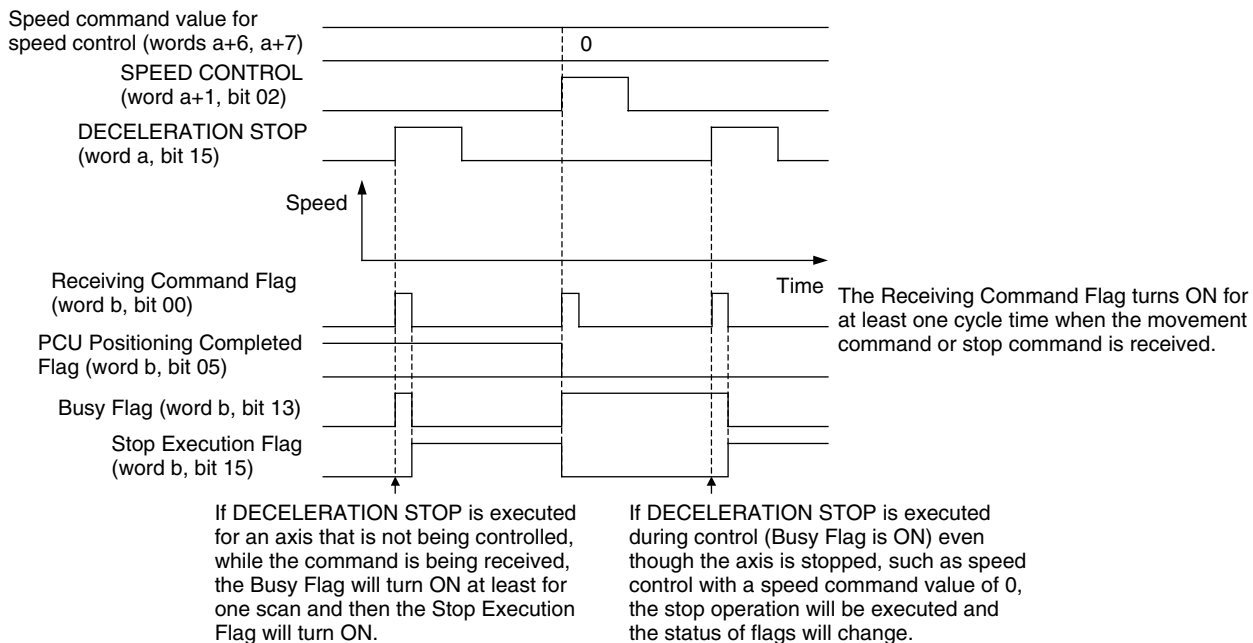 Speed command value for
speed control (words a+6, a+7)
0
SPEED CONTROL
(word a+1, bit 02)
DECELERATION STOP
(word a, bit 15)
Speed
Time
Receiving Command Flag
(word b, bit 00)
The Receiving Command Flag turns ON for
at least one cycle time when the movement
command or stop command is received.
PCU Positioning Completed
Flag (word b, bit 05)
Busy Flag (word b, bit 13)
Stop Execution Flag
(word b, bit 15)
If DECELERATION STOP is executed
for an axis that is not being controlled,
while the command is being received,
the Busy Flag will turn ON at least for
one scan and then the Stop Execution
Flag will turn ON.
If DECELERATION STOP is executed
during control (Busy Flag is ON) even
though the axis is stopped, such as speed
control with a speed command value of 0,
the stop operation will be executed and
the status of flags will change.